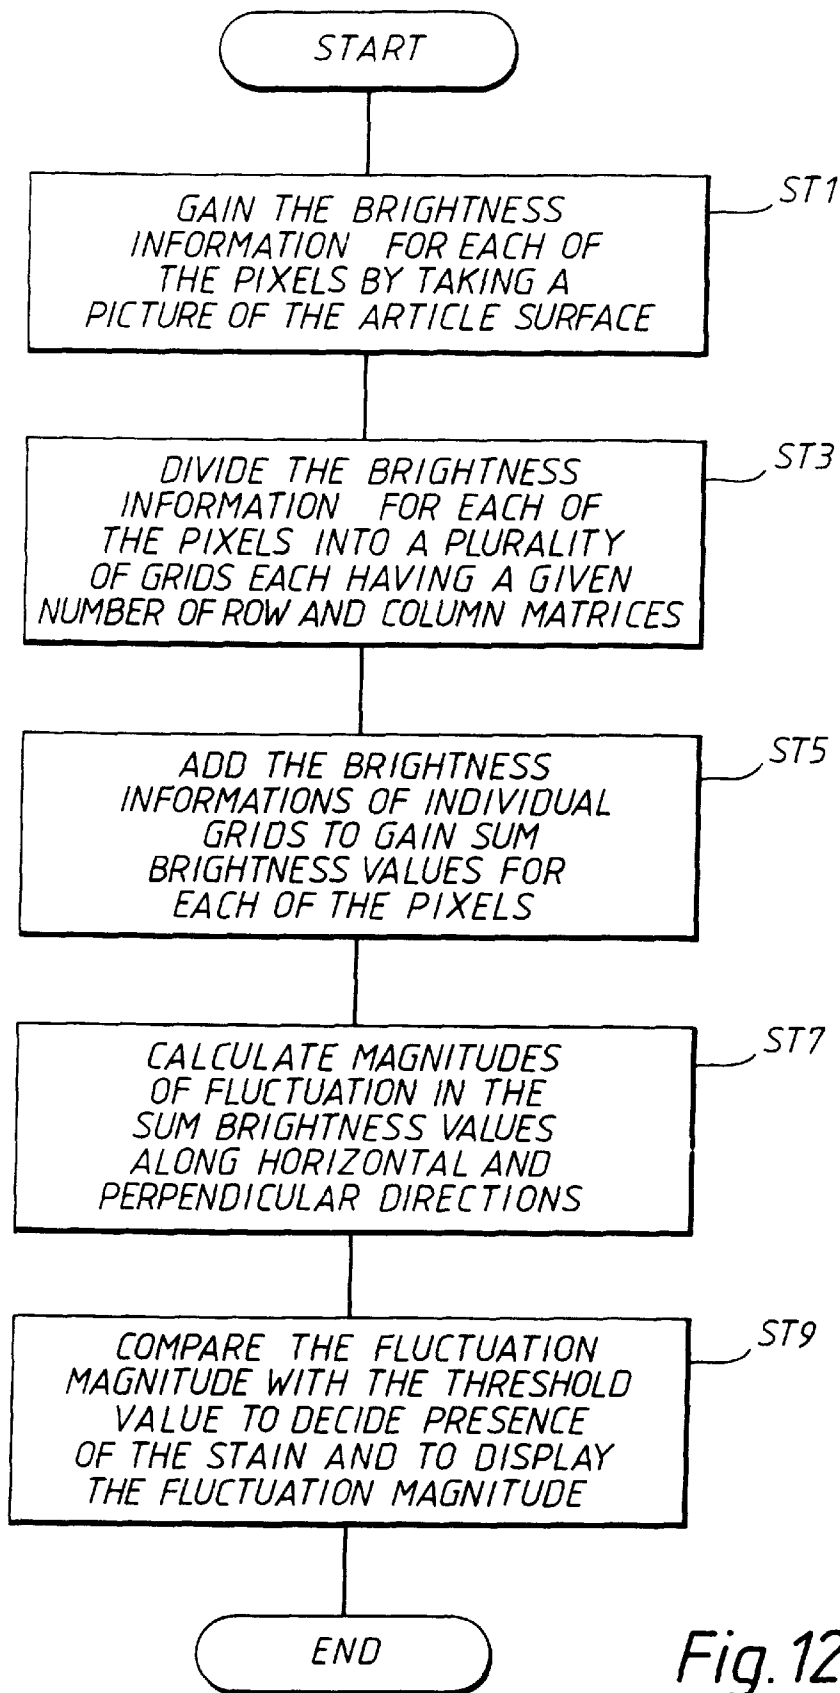 START
GAIN THE BRIGHTNESS
INFORMATION FOR EACH OF
THE PIXELS BY TAKING A
PICTURE OF THE ARTICLE SURFACE
ST1
DIVIDE THE BRIGHTNESS
INFORMATION FOR EACH OF
THE PIXELS INTO A PLURALITY
OF GRIDS EACH HAVING A GIVEN
NUMBER OF ROW AND COLUMN MATRICES
ST3
ADD THE BRIGHTNESS
INFORMATIONS OF INDIVIDUAL
GRIDS TO GAIN SUM
BRIGHTNESS VALUES FOR
EACH OF THE PIXELS
ST5
CALCULATE MAGNITUDES
OF FLUCTUATION IN THE
SUM BRIGHTNESS VALUES
ALONG HORIZONTAL AND
PERPENDICULAR DIRECTIONS
ST7
COMPARE THE FLUCTUATION
MAGNITUDE WITH THE THRESHOLD
VALUE TO DECIDE PRESENCE
OF THE STAIN AND TO DISPLAY
THE FLUCTUATION MAGNITUDE
ST9
END
Fig.12